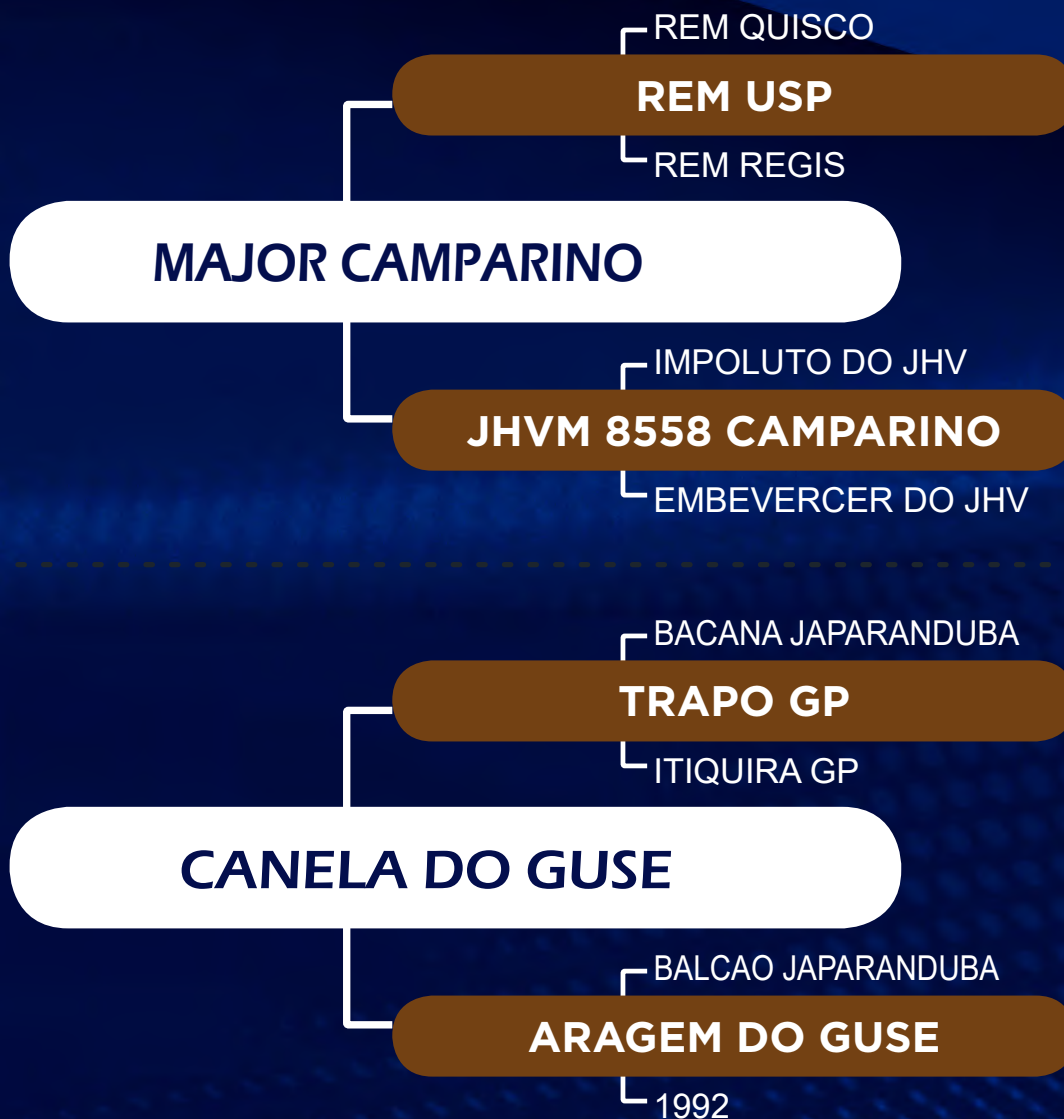 REM QUISCO
REM USP
REM REGIS
MAJOR CAMPARINO
IMPOLUTO DO JHV
JHVM 8558 CAMPARINO
EMBEVERCER DO JHV
BACANA JAPARANDUBA
TRAPO GP
ITIQUIRA GP
CANELA DO GUSE
BALCAO JAPARANDUBA
ARAGEM DO GUSE
1992